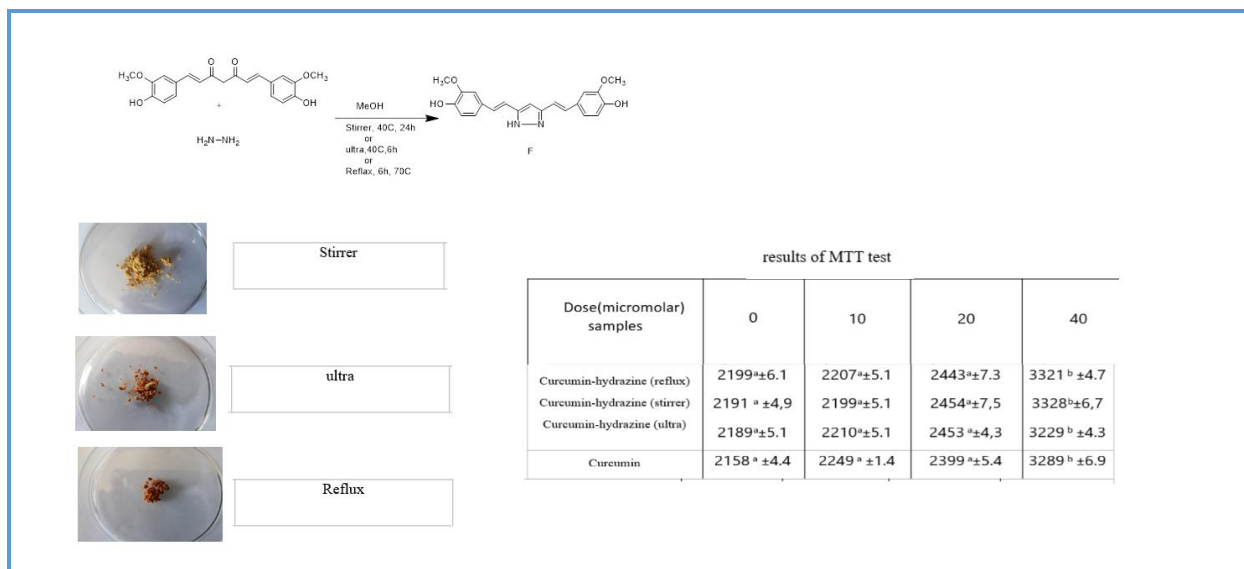 H₃CO
O
O
OCH₃
HO
OH
+
H₂N−NH₂
MeOH
Stirrer, 40C, 24h
or
ultra,40C,6h
or
Reflax, 6h, 70C
H₃CO
OCH₃
HO
OH
HN
N
F
Stirrer
ultra
Reflux
results of MTT test
Dose(micromolar) samples 0 10 20 40
Curcumin-hydrazine (reflux) 2199ᵃ±6.1 2207ᵃ±5.1 2443ᵃ±7.3 3321 ᵇ ±4.7
Curcumin-hydrazine (stirrer) 2191 ᵃ ±4,9 2199ᵃ±5.1 2454ᵃ±7,5 3328ᵇ±6,7
Curcumin-hydrazine (ultra) 2189ᵃ±5.1 2210ᵃ±5.1 2453 ᵃ±4,3 3229 ᵇ ±4.3
Curcumin 2158 ᵃ ±4.4 2249 ᵃ ±1.4 2399 ᵃ±5.4 3289 ᵇ ±6.9